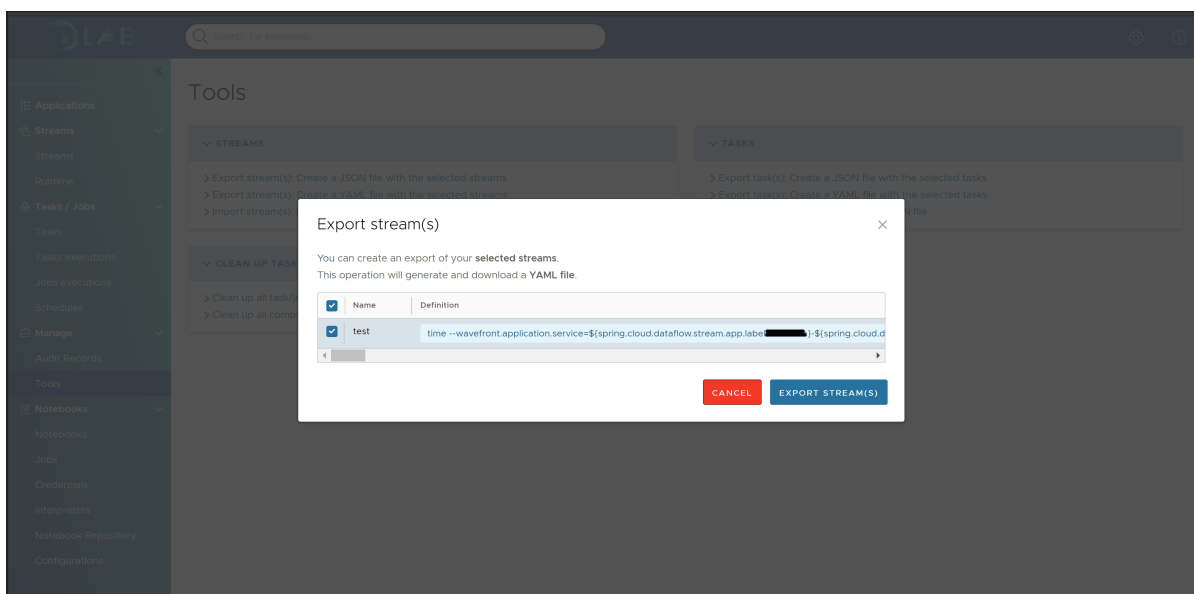 DLAB
Search for keywords...
Applications
Streams
Streams
Runtime
Tasks / Jobs
Tasks
Tasks executions
Jobs executions
Schedules
Manage
Audit Records
Tools
Notebooks
Notebooks
Jobs
Credentials
Interpreters
Notebook Repository
Configurations
Tools
STREAMS
Export stream(s): Create a JSON file with the selected streams
Export stream(s): Create a YAML file with the selected streams
Import stream(s):
TASKS
Export task(s): Create a JSON file with the selected tasks
Export task(s): Create a YAML file with the selected tasks
file
CLEAN UP TASK
Clean up all task/j
Clean up all comp
Export stream(s)
You can create an export of your selected streams.
This operation will generate and download a YAML file.
Name Definition
test time --wavefront.application.service=${spring.cloud.dataflow.stream.app.label }-${spring.cloud.d
CANCEL EXPORT STREAM(S)